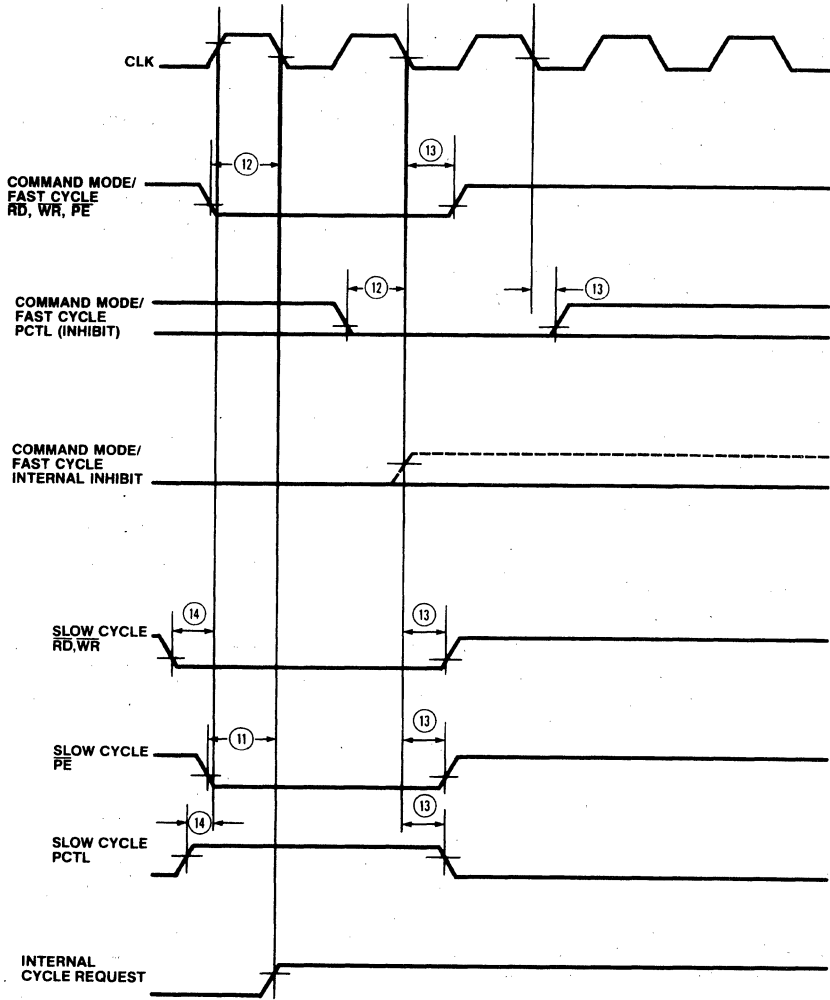 CLK
12
13
COMMAND MODE/
FAST CYCLE
RD, WR, PE
12
13
COMMAND MODE/
FAST CYCLE
PCTL (INHIBIT)
COMMAND MODE/
FAST CYCLE
INTERNAL INHIBIT
14
13
SLOW CYCLE
RD,WR
11
13
SLOW CYCLE
PE
14
13
SLOW CYCLE
PCTL
INTERNAL
CYCLE REQUEST